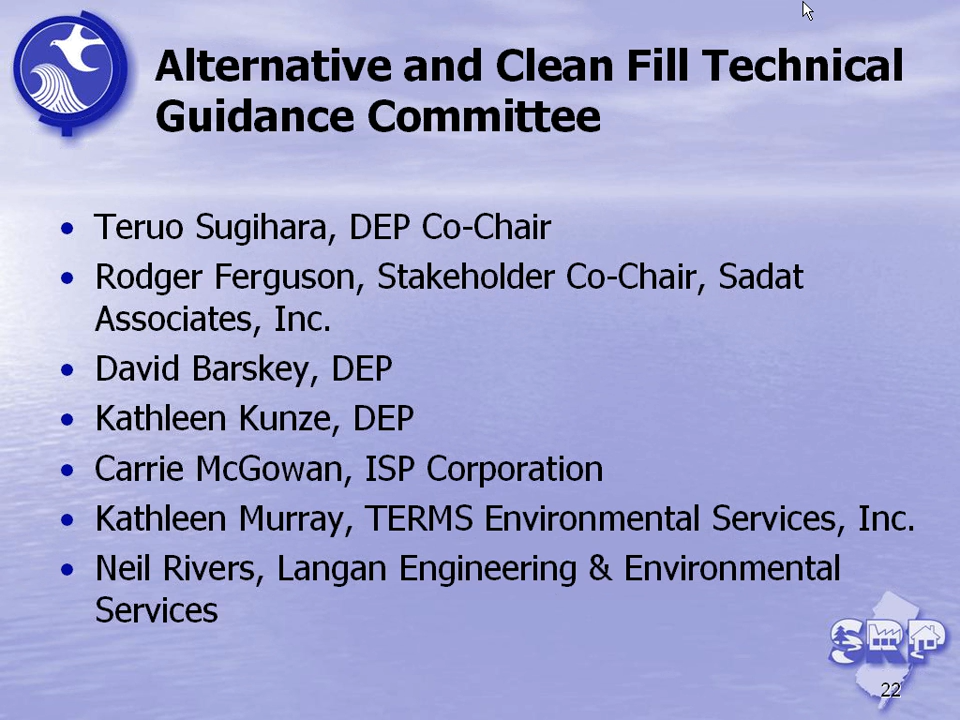 Alternative and Clean Fill Technical
Guidance Committee
• Teruo Sugihara, DEP Co-Chair
• Rodger Ferguson, Stakeholder Co-Chair, Sadat
Associates, Inc.
• David Barskey, DEP
• Kathleen Kunze, DEP
• Carrie McGowan, ISP Corporation
• Kathleen Murray, TERMS Environmental Services, Inc.
• Neil Rivers, Langan Engineering & Environmental
Services
SRP
22